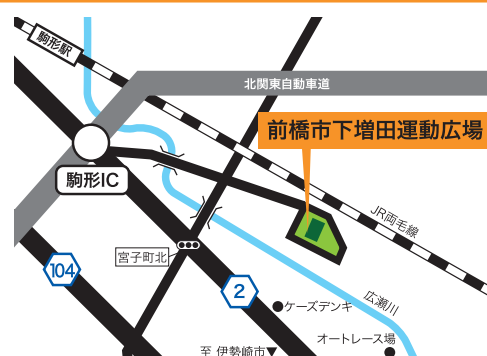 駒形駅
北関東自動車道
前橋市下増田運動広場
駒形IC
JR両毛線
宮子町北
104
2
広瀬川
ケーズデンキ
オートレース場
至 伊勢崎市▼